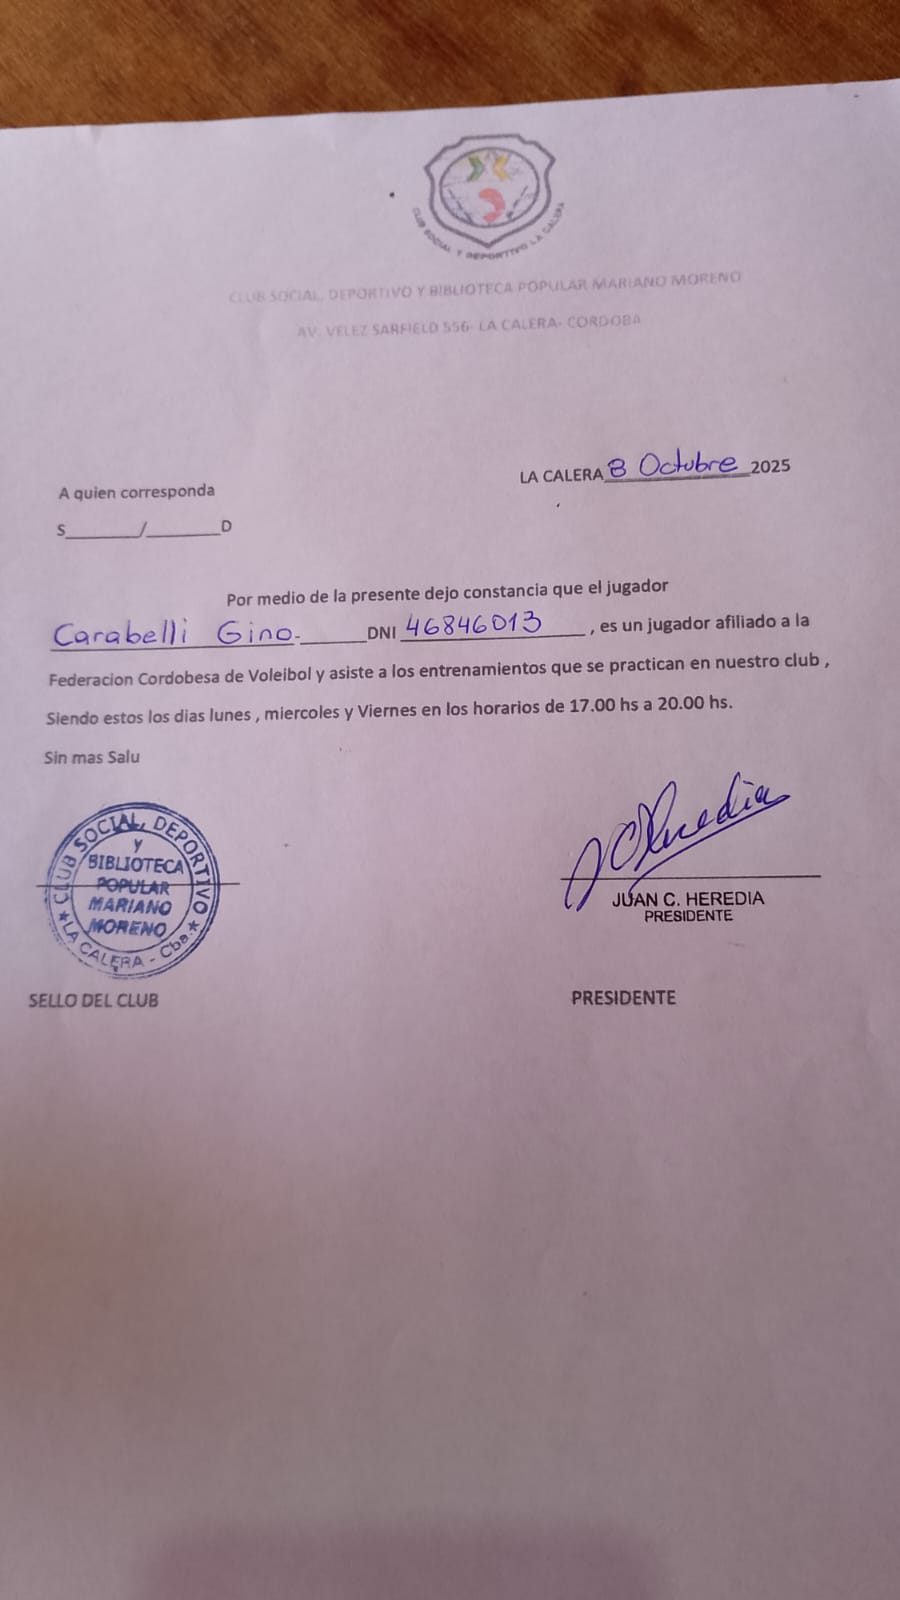 CLUB SOCIAL Y DEPORTIVO LA CALERA
CLUB SOCIAL, DEPORTIVO Y BIBLIOTECA POPULAR MARIANO MORENO
AV. VELEZ SARFIELD 556- LA CALERA- CORDOBA
LA CALERA 8 Octubre 2025
A quien corresponda
S_______/_______D
Por medio de la presente dejo constancia que el jugador
Carabelli Gino. DNI 46846013 , es un jugador afiliado a la
Federacion Cordobesa de Voleibol y asiste a los entrenamientos que se practican en nuestro club ,
Siendo estos los dias lunes , miercoles y Viernes en los horarios de 17.00 hs a 20.00 hs.
Sin mas Salu
CLUB SOCIAL, DEPORTIVO
Y
BIBLIOTECA
POPULAR
MARIANO
MORENO
LA CALERA - Cba.
JCHeredia
JUAN C. HEREDIA
PRESIDENTE
SELLO DEL CLUB
PRESIDENTE